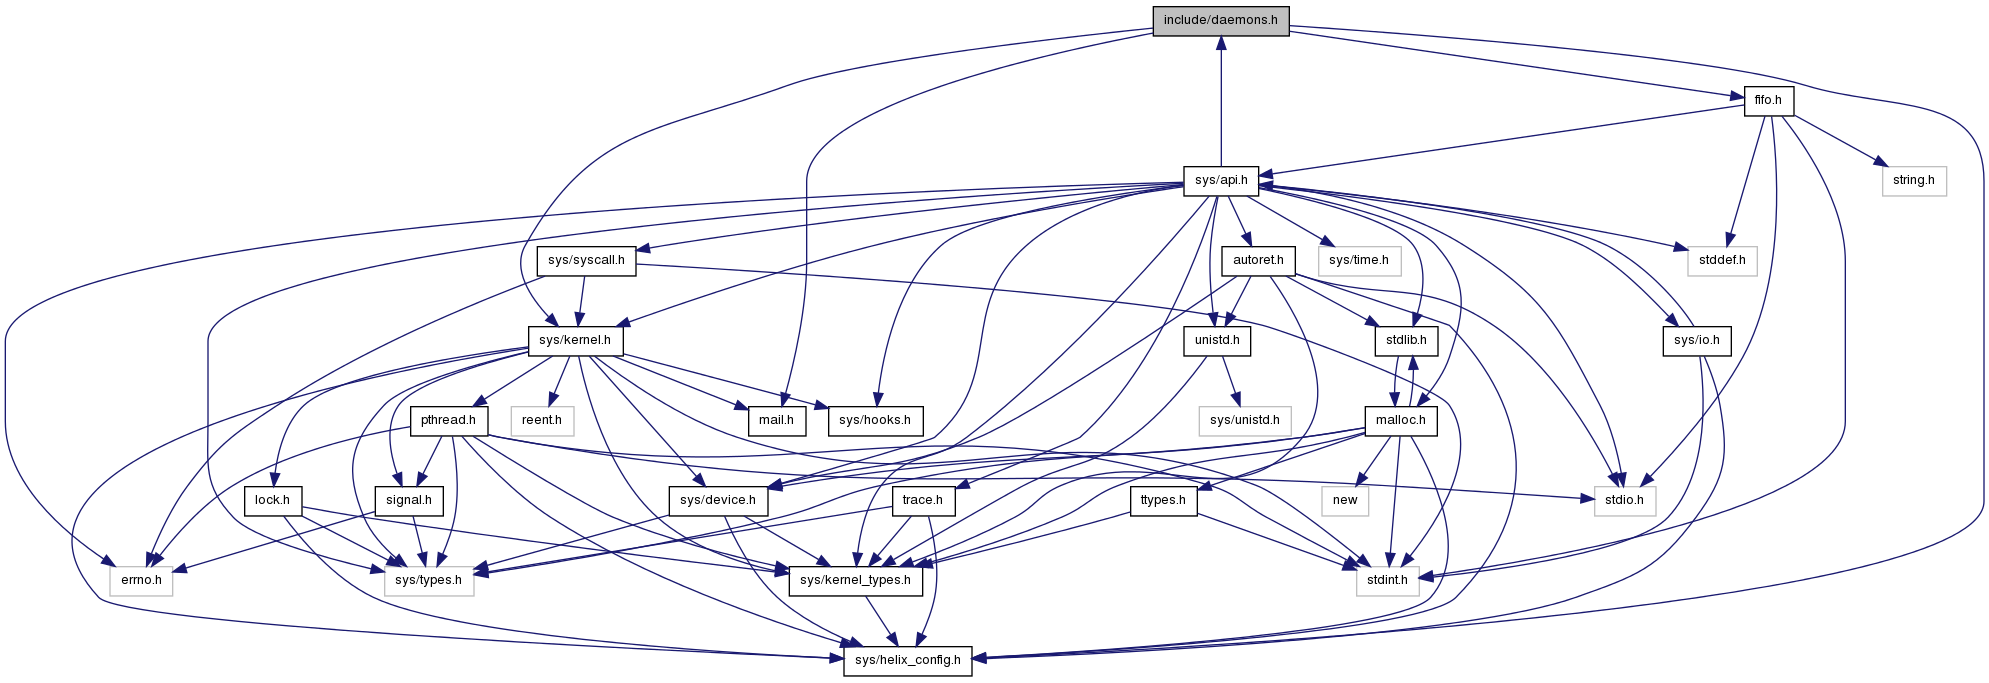 include/daemons.h
fifo.h
sys/api.h
string.h
sys/syscall.h
autoret.h
sys/time.h
stddef.h
sys/kernel.h
unistd.h
stdlib.h
sys/io.h
pthread.h
reent.h
mail.h
sys/hooks.h
sys/unistd.h
malloc.h
lock.h
signal.h
sys/device.h
trace.h
ttypes.h
new
stdio.h
errno.h
sys/types.h
sys/kernel_types.h
stdint.h
sys/helix_config.h